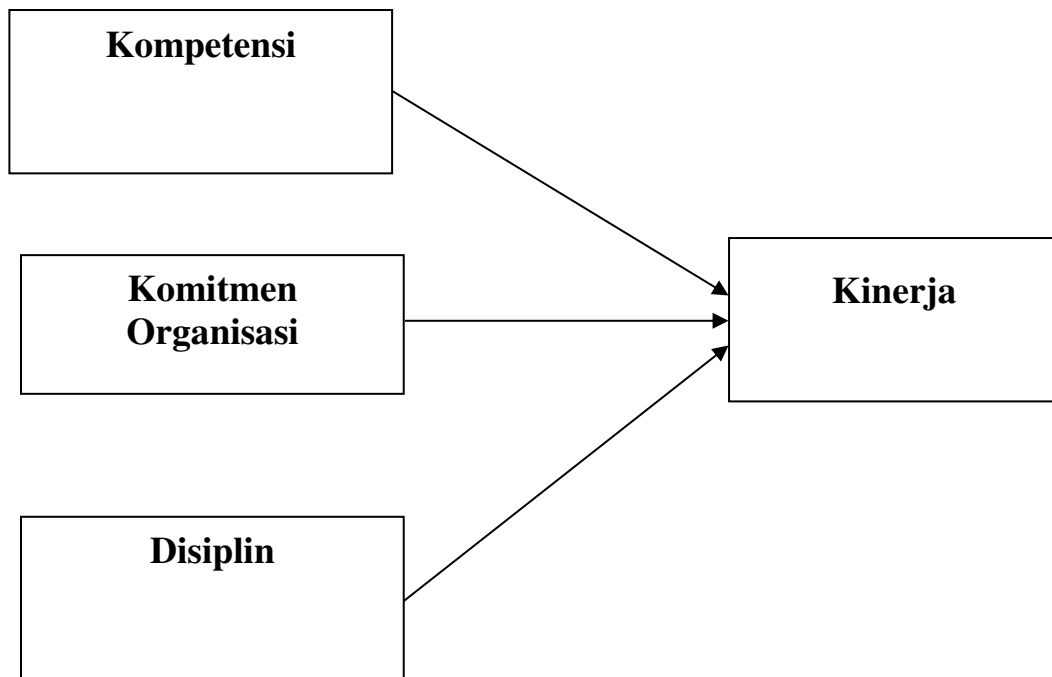 Kompetensi
Komitmen
Organisasi
Kinerja
Disiplin